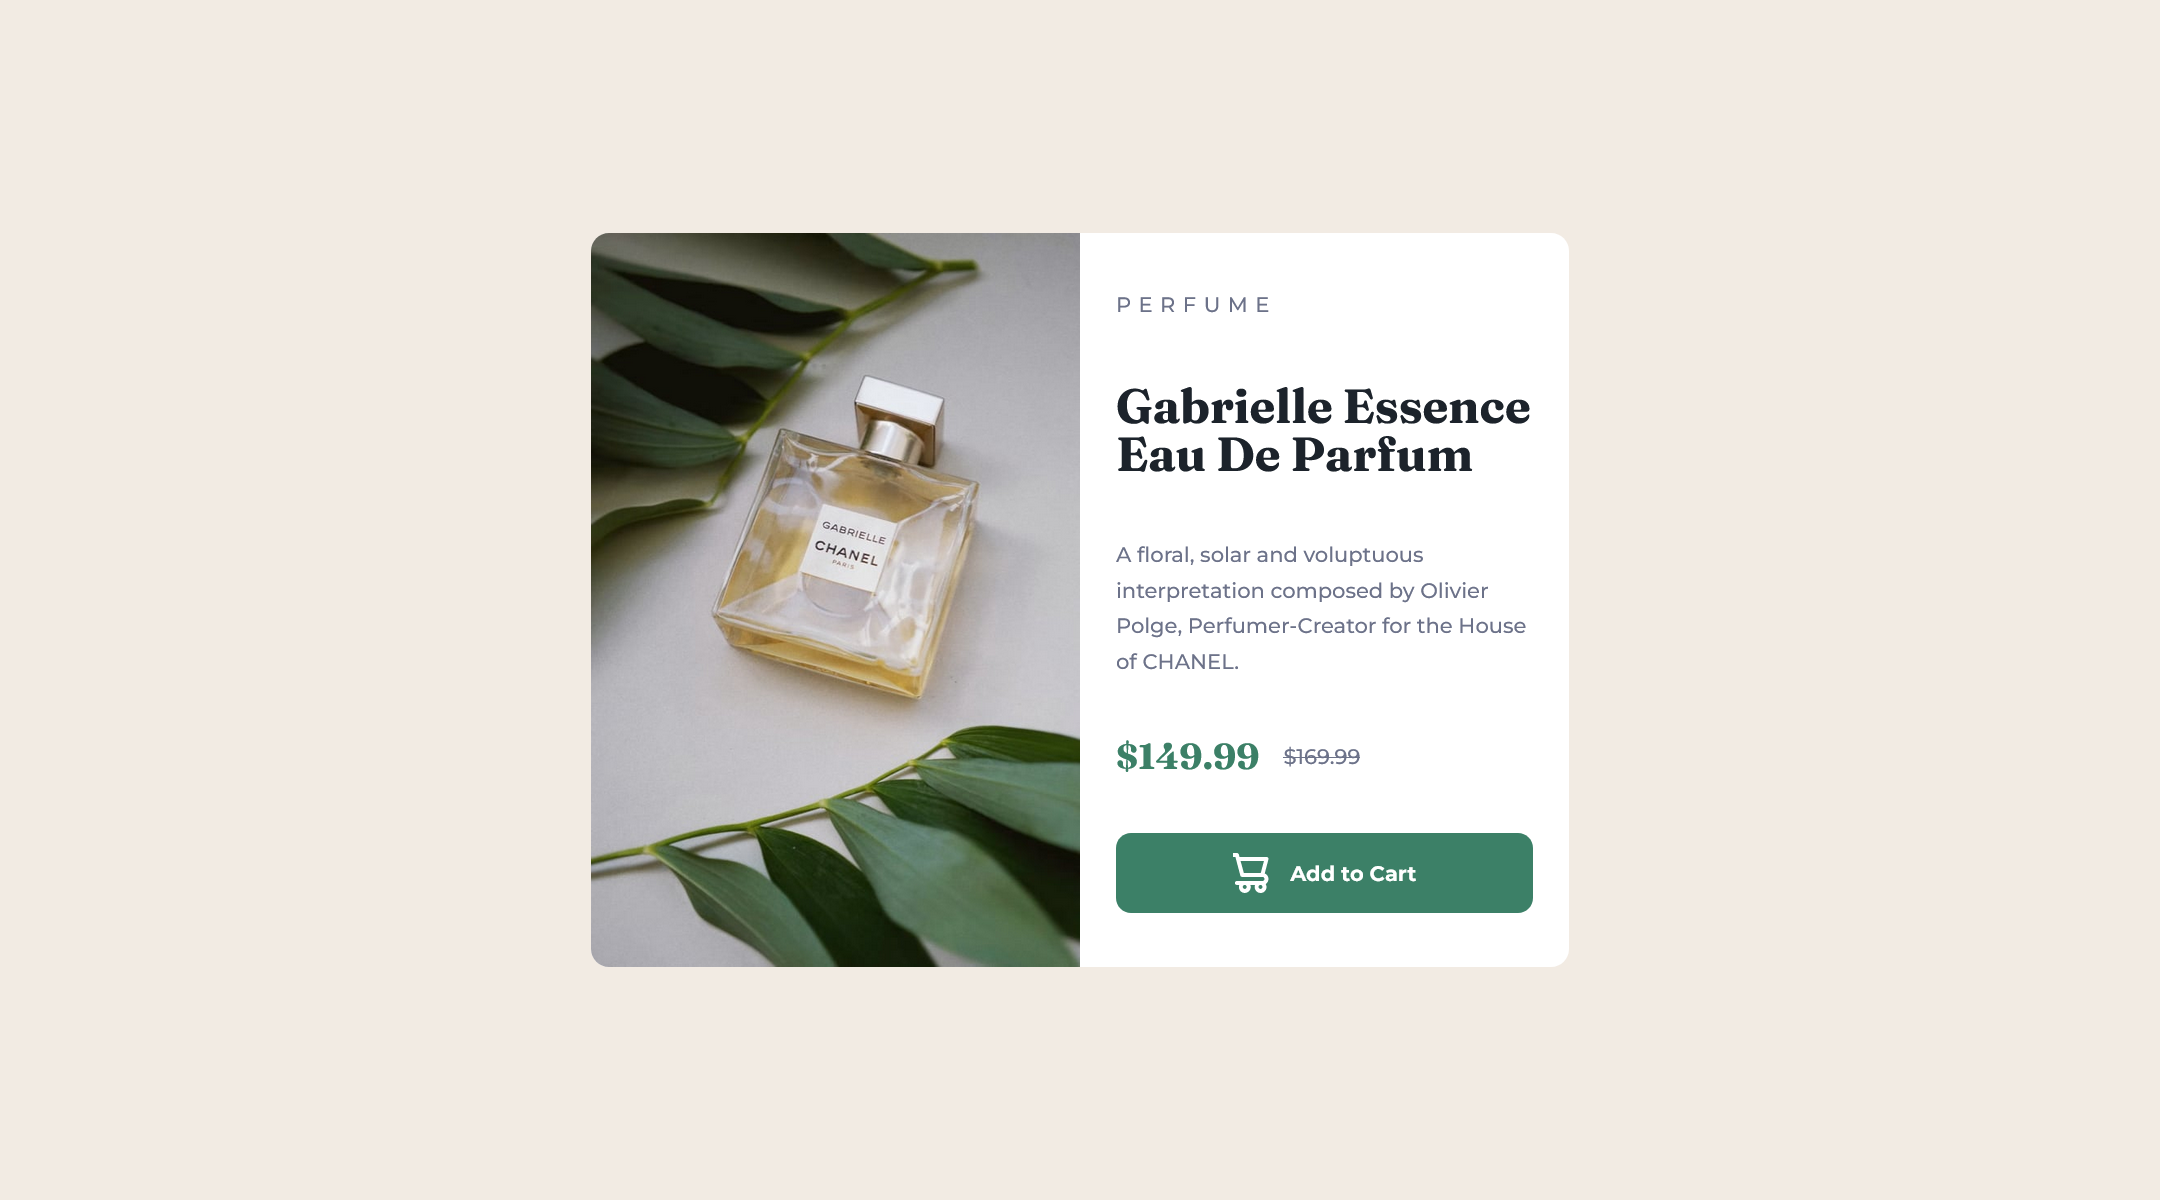 GABRIELLE
CHANEL
PARIS
PERFUME
Gabrielle Essence
Eau De Parfum
A floral, solar and voluptuous
interpretation composed by Olivier
Polge, Perfumer-Creator for the House
of CHANEL.
$149.99 $169.99
Add to Cart